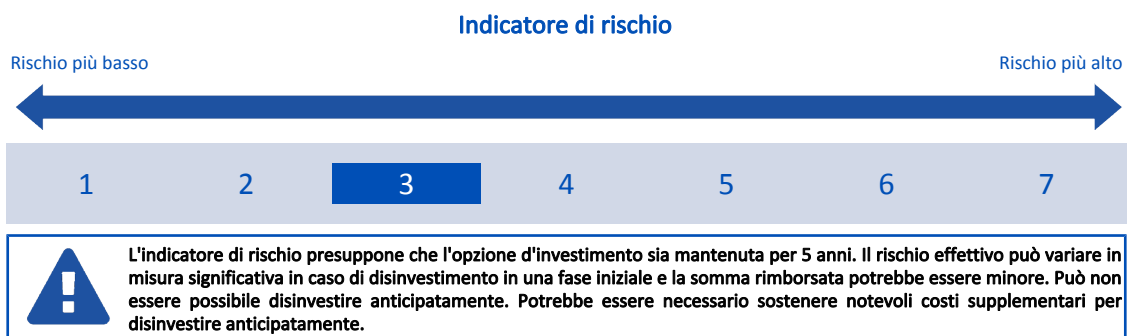 Indicatore di rischio
Rischio più basso Rischio più alto
1 2 3 4 5 6 7
L'indicatore di rischio presuppone che l'opzione d'investimento sia mantenuta per 5 anni. Il rischio effettivo può variare in
misura significativa in caso di disinvestimento in una fase iniziale e la somma rimborsata potrebbe essere minore. Può non
essere possibile disinvestire anticipatamente. Potrebbe essere necessario sostenere notevoli costi supplementari per
disinvestire anticipatamente.